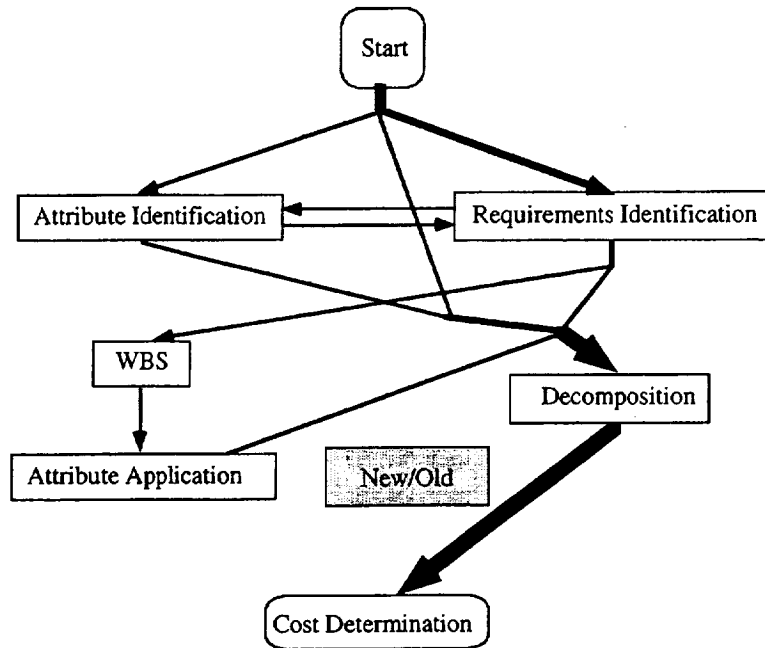 Start
Attribute Identification
Requirements Identification
WBS
Decomposition
Attribute Application
New/Old
Cost Determination